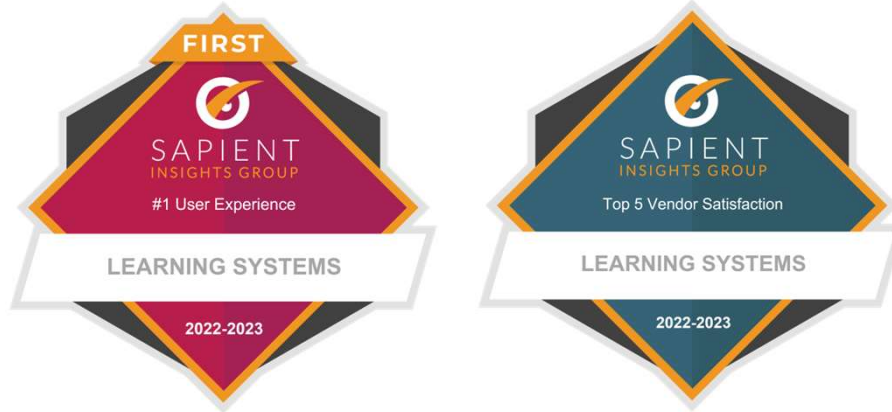 FIRST
SAPIENT
INSIGHTS GROUP
#1 User Experience
LEARNING SYSTEMS
2022-2023
SAPIENT
INSIGHTS GROUP
Top 5 Vendor Satisfaction
LEARNING SYSTEMS
2022-2023